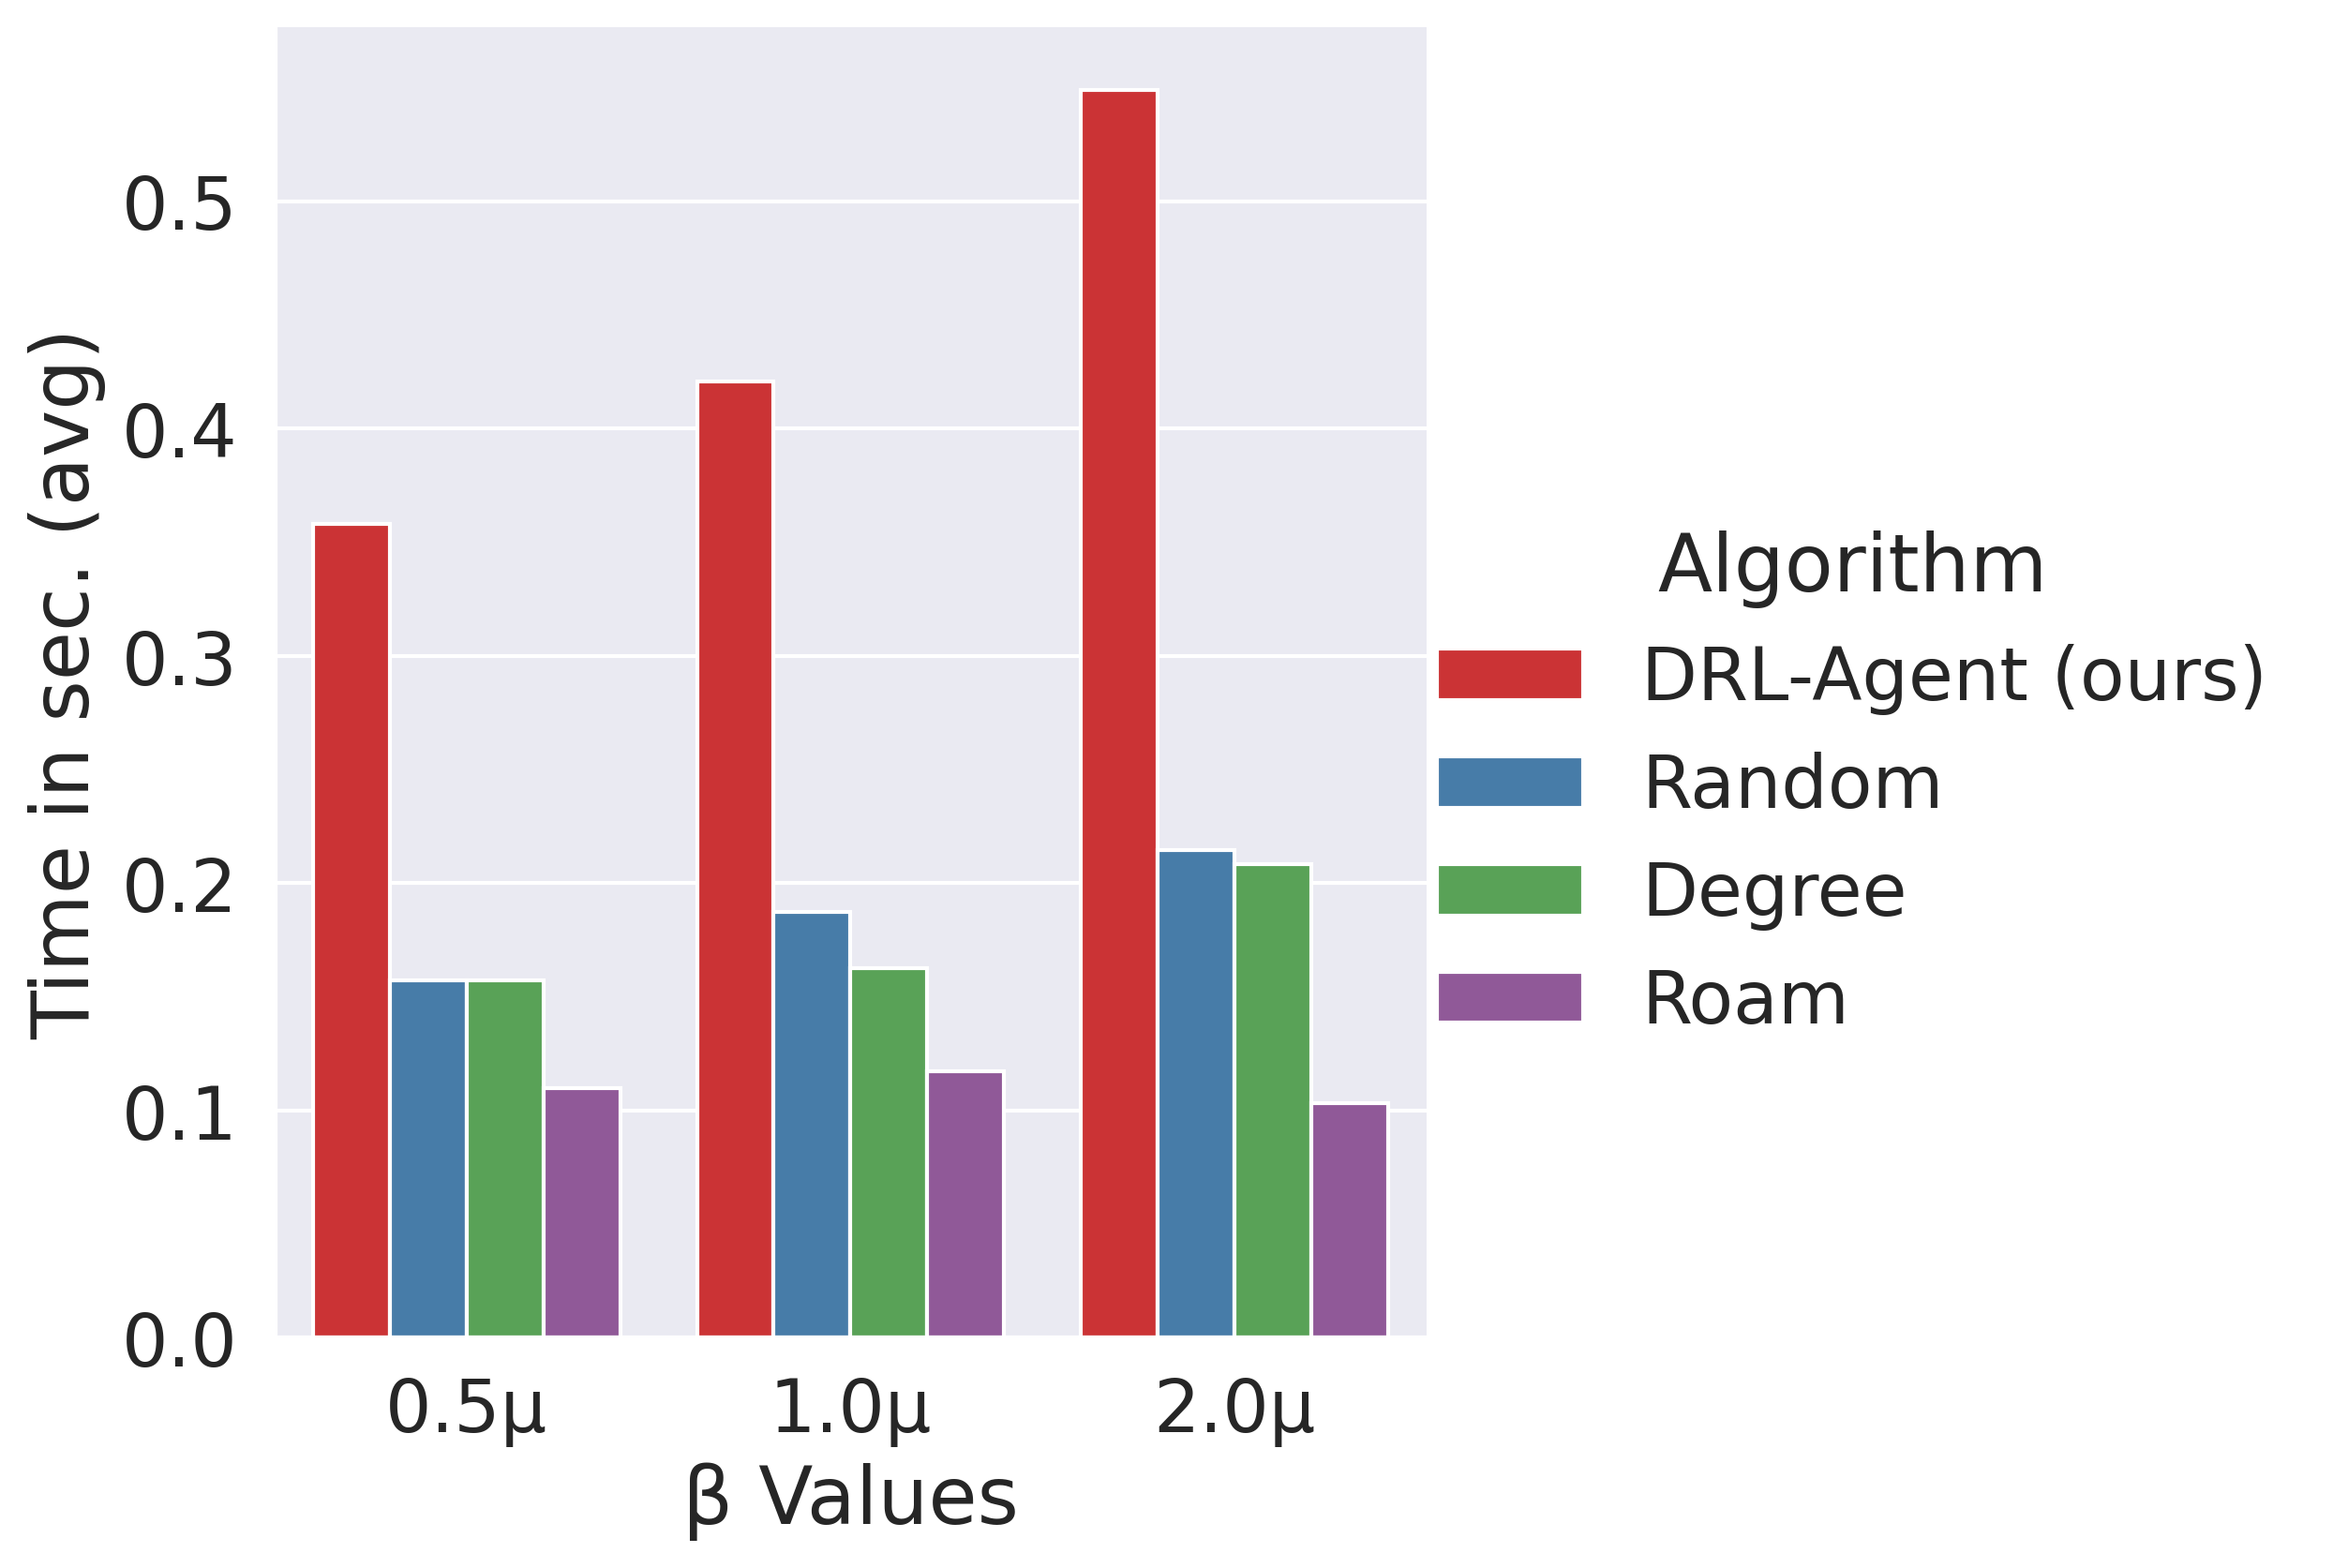 Time in sec. (avg)
0.5
0.4
0.3
0.2
0.1
0.0
0.5µ 1.0µ 2.0µ
β Values
Algorithm
DRL-Agent (ours)
Random
Degree
Roam